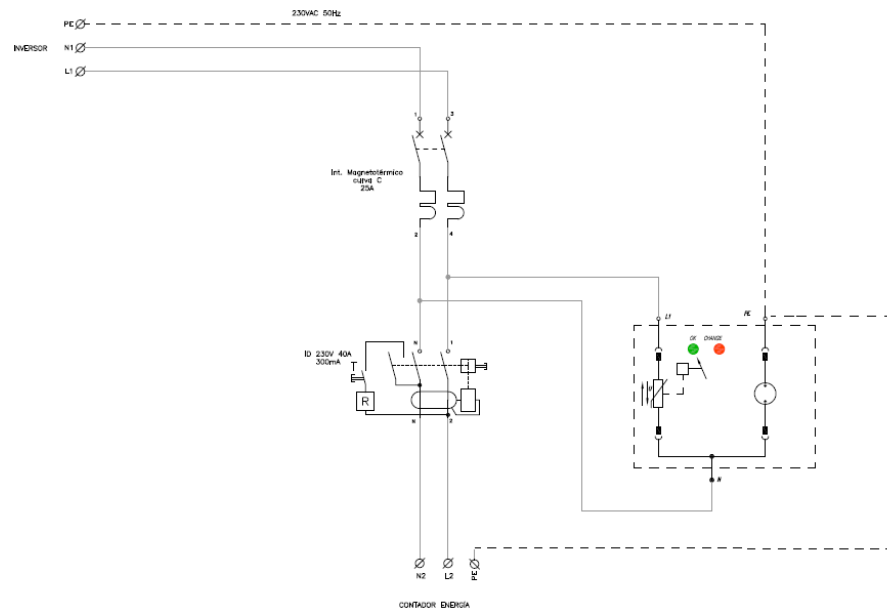 230VAC 50Hz
PE
INVERSOR N1
L1
1 3
Int. Magnetotérmico
curva C
25A
2 4
L1 PE
OK CHANGE
N 1
ID 230V 40A
300mA
U
R
N 2
N
N2 L2 PE
CONTADOR ENERGÍA